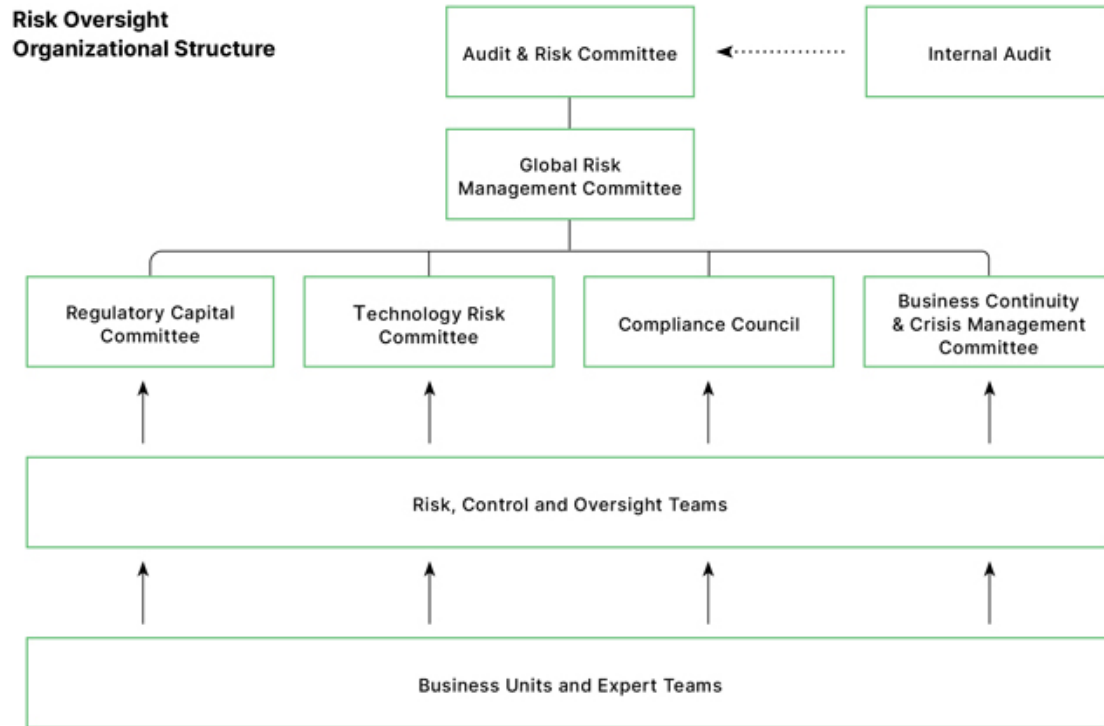 Risk Oversight
Organizational Structure
Audit & Risk Committee
Internal Audit
Global Risk
Management Committee
Regulatory Capital
Committee
Technology Risk
Committee
Compliance Council
Business Continuity
& Crisis Management
Committee
Risk, Control and Oversight Teams
Business Units and Expert Teams